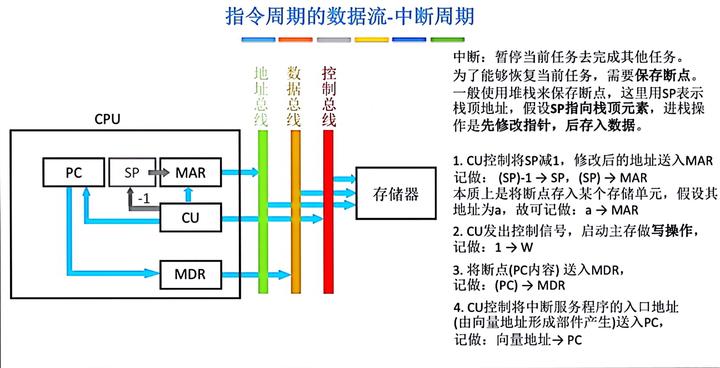 指令周期的数据流-中断周期
中断：暂停当前任务去完成其他任务。
为了能够恢复当前任务，需要保存断点。
一般使用堆栈来保存断点，这里用SP表示
栈顶地址，假设SP指向栈顶元素，进栈
操作是先修改指针，后存入数据。
1. CU控制将SP减1，修改后的地址送入MAR
记做：(SP)-1 → SP，(SP) → MAR
本质上是将断点存入某个存储单元，假设其
地址为a，故可记做：a → MAR
2. CU发出控制信号，启动主存做写操作，
记做：1 → W
3. 将断点(PC内容) 送入MDR，
记做：(PC) → MDR
4. CU控制将中断服务程序的入口地址
(由向量地址形成部件产生)送入PC，
记做：向量地址→ PC
地址总线
数据总线
控制总线
CPU
PC
SP
MAR
-1
CU
MDR
存储器